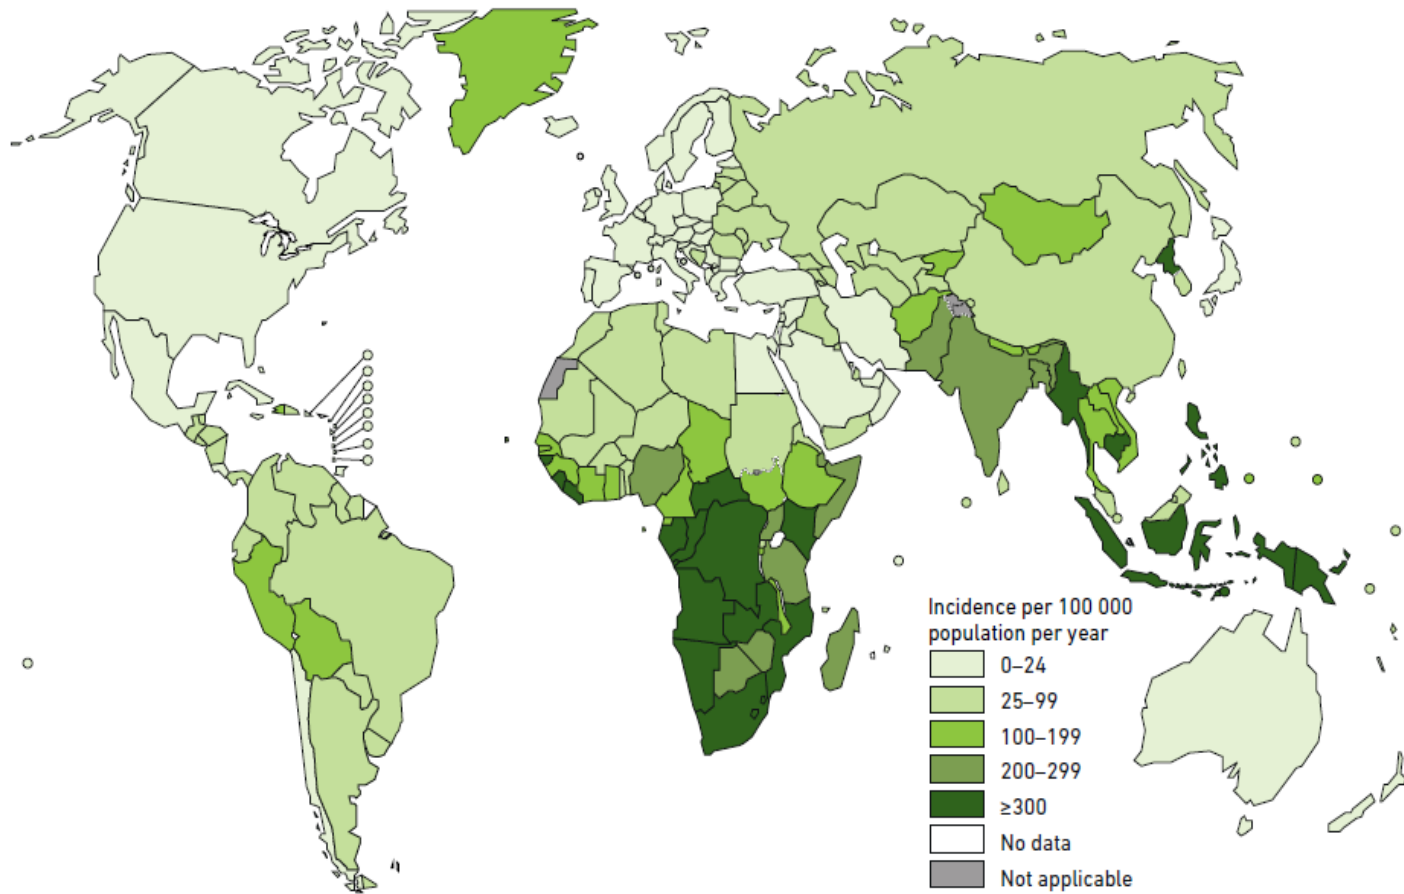 Incidence per 100 000
population per year
0–24
25–99
100–199
200–299
≥300
No data
Not applicable